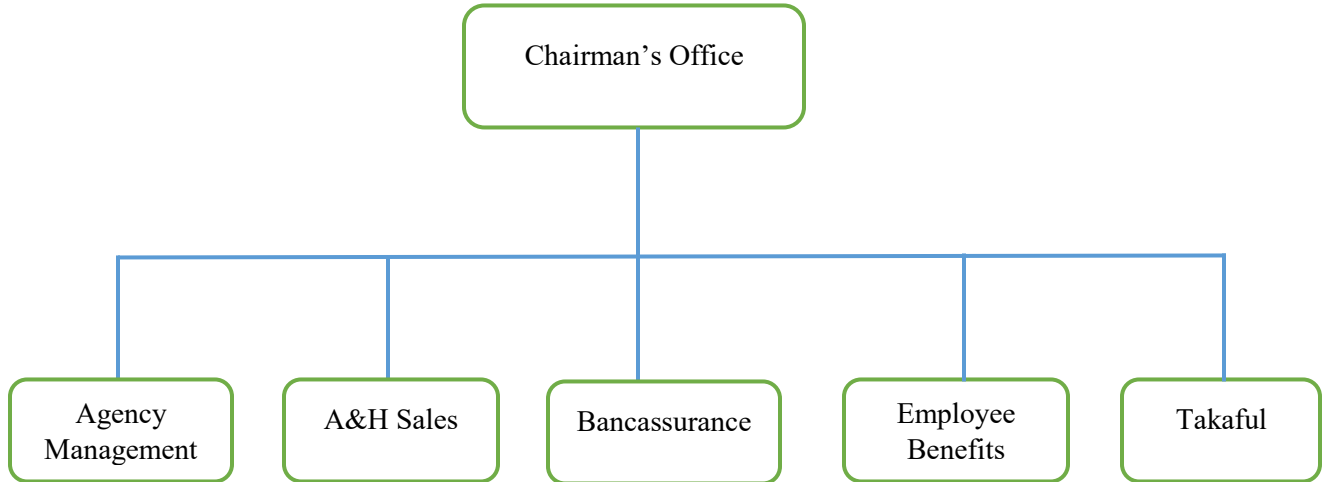 Chairman’s Office
Agency
Management
A&H Sales
Bancassurance
Employee
Benefits
Takaful